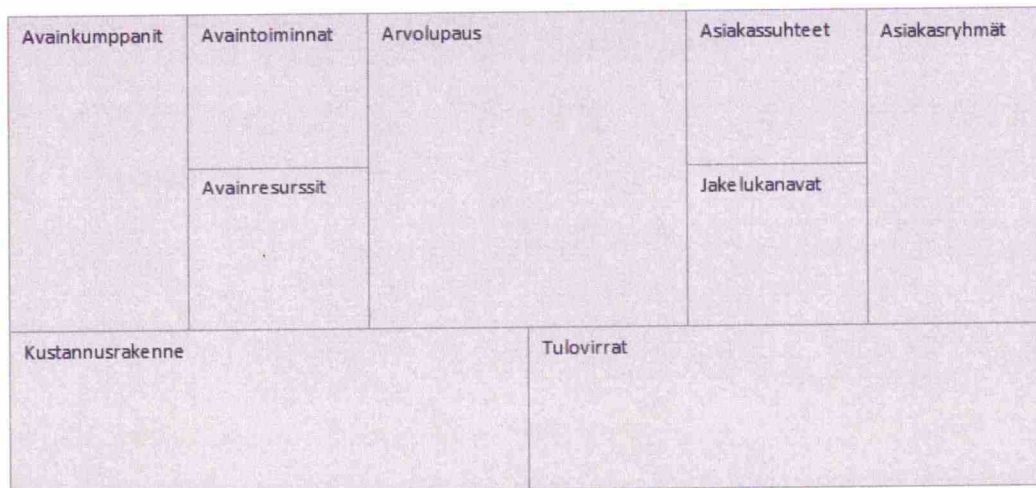 Avainkumppanit
Avaintoiminnat
Arvolupaus
Asiakassuhteet
Asiakasryhmät
Avainresurssit
Jakelukanavat
Kustannusrakenne
Tulovirrat